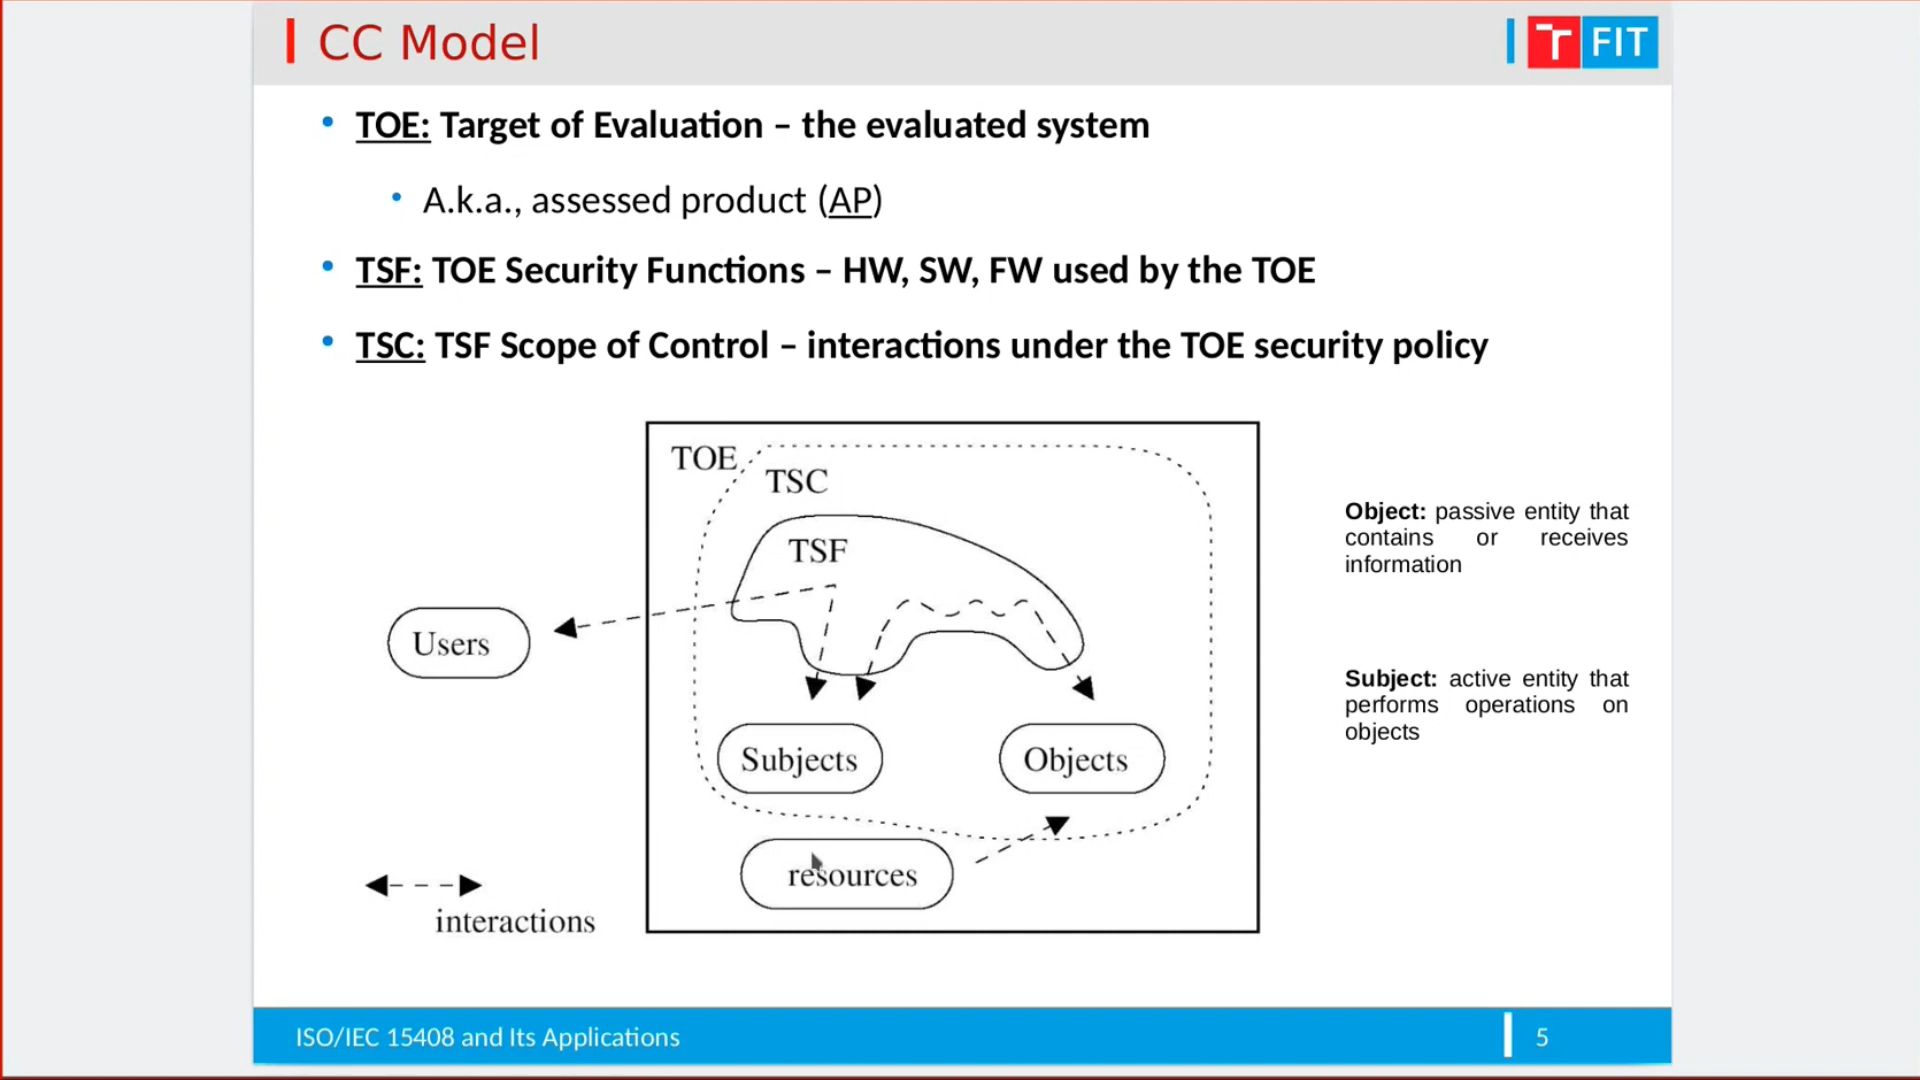 CC Model
T FIT
• TOE: Target of Evaluation – the evaluated system
• A.k.a., assessed product (AP)
• TSF: TOE Security Functions – HW, SW, FW used by the TOE
• TSC: TSF Scope of Control – interactions under the TOE security policy
TOE
TSC
TSF
Users
Subjects
Objects
resources
interactions
Object: passive entity that
contains or receives
information
Subject: active entity that
performs operations on
objects
ISO/IEC 15408 and Its Applications
5